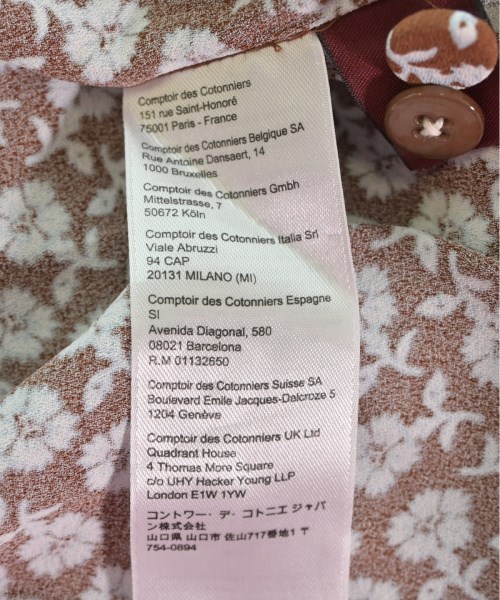 Comptoir des Cotonniers
151 rue Saint-Honoré
75001 Paris - France
Comptoir des Cotonniers Belgique SA
Rue Antoine Dansaert, 14
1000 Bruxelles
Comptoir des Cotonniers Gmbh
Mittelstrasse, 7
50672 Köln
Comptoir des Cotonniers Italia Srl
Viale Abruzzi
94 CAP
20131 MILANO (MI)
Comptoir des Cotonniers Espagne
Sl
Avenida Diagonal, 580
08021 Barcelona
R.M 01132650
Comptoir des Cotonniers Suisse SA
Boulevard Emile Jacques-Dalcroze 5
1204 Genève
Comptoir des Cotonniers UK Ltd
Quadrant House
4 Thomas More Square
c/o UHY Hacker Young LLP
London E1W 1YW
コントワー・デ・コトニエ ジャパ
ン株式会社
山口県 山口市 佐山717番地1 〒
754-0894